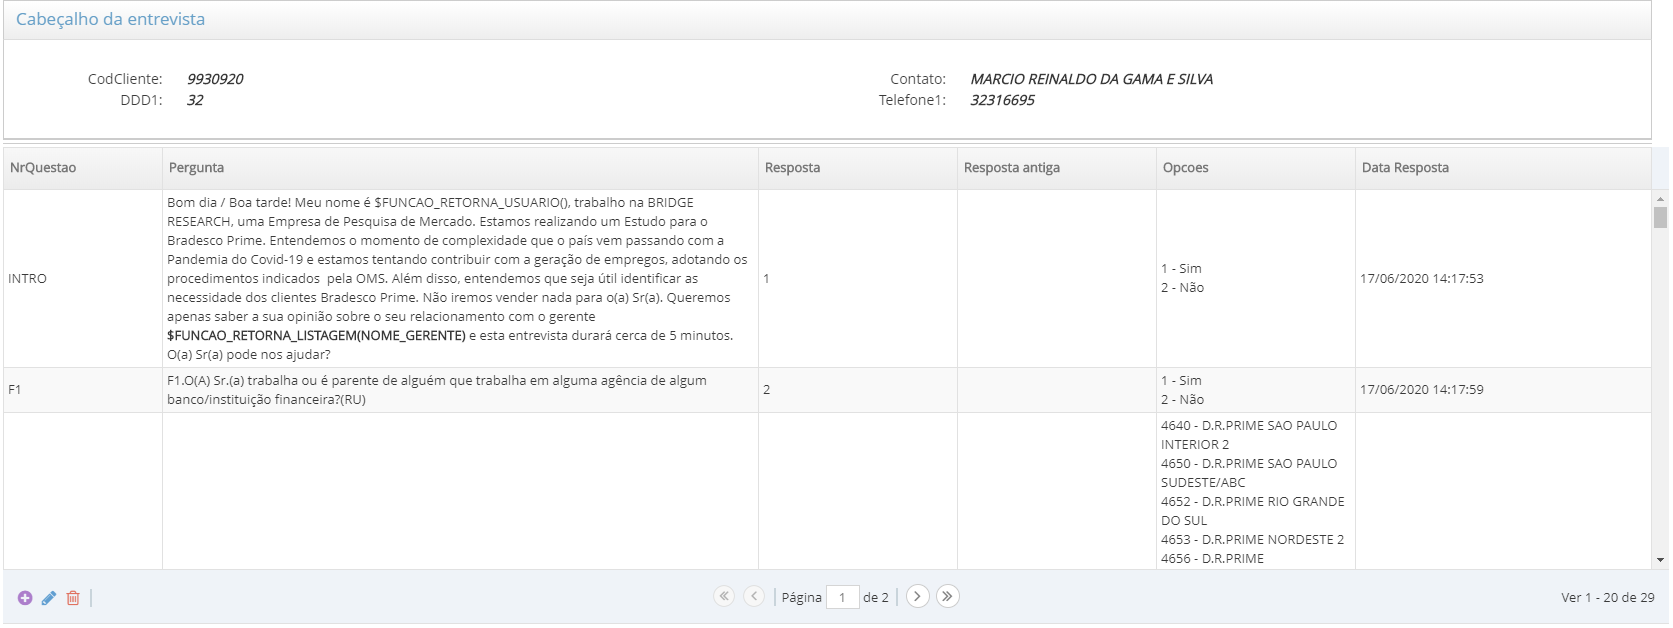 Cabeçalho da entrevista
CodCliente: 9930920
Contato: MARCIO REINALDO DA GAMA E SILVA
DDD1: 32
Telefone1: 32316695
NrQuestao Pergunta Resposta Resposta antiga Opcoes Data Resposta
INTRO
Bom dia / Boa tarde! Meu nome é $FUNCAO_RETORNA_USUARIO(), trabalho na BRIDGE
RESEARCH, uma Empresa de Pesquisa de Mercado. Estamos realizando um Estudo para o
Bradesco Prime. Entendemos o momento de complexidade que o país vem passando com a
Pandemia do Covid-19 e estamos tentando contribuir com a geração de empregos, adotando os
procedimentos indicados  pela OMS. Além disso, entendemos que seja útil identificar as
necessidade dos clientes Bradesco Prime. Não iremos vender nada para o(a) Sr(a). Queremos
apenas saber a sua opinião sobre o seu relacionamento com o gerente
$FUNCAO_RETORNA_LISTAGEM(NOME_GERENTE) e esta entrevista durará cerca de 5 minutos.
O(a) Sr(a) pode nos ajudar?
1
1 - Sim
2 - Não
17/06/2020 14:17:53
F1
F1.O(A) Sr.(a) trabalha ou é parente de alguém que trabalha em alguma agência de algum
banco/instituição financeira?(RU)
2
1 - Sim
2 - Não
17/06/2020 14:17:59
4640 - D.R.PRIME SAO PAULO
INTERIOR 2
4650 - D.R.PRIME SAO PAULO
SUDESTE/ABC
4652 - D.R.PRIME RIO GRANDE
DO SUL
4653 - D.R.PRIME NORDESTE 2
4656 - D.R.PRIME
Página 1 de 2
Ver 1 - 20 de 29